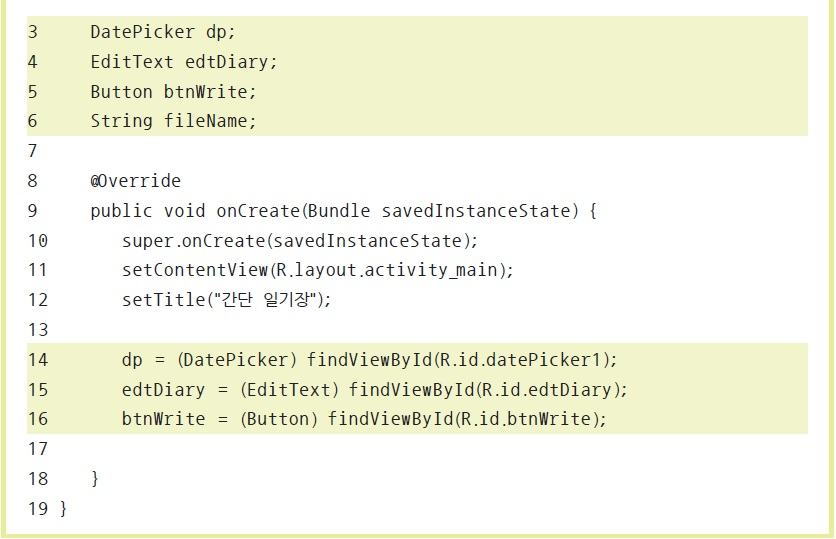 3 DatePicker dp;
4 EditText edtDiary;
5 Button btnWrite;
6 String fileName;
7
8 @Override
9 public void onCreate(Bundle savedInstanceState) {
10 super.onCreate(savedInstanceState);
11 setContentView(R.layout.activity_main);
12 setTitle("간단 일기장");
13
14 dp = (DatePicker) findViewById(R.id.datePicker1);
15 edtDiary = (EditText) findViewById(R.id.edtDiary);
16 btnWrite = (Button) findViewById(R.id.btnWrite);
17
18 }
19 }